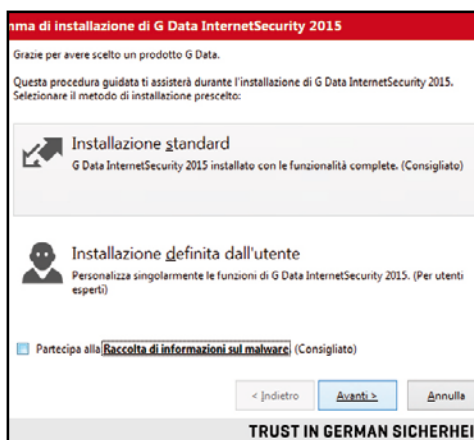 mma di installazione di G Data InternetSecurity 2015
Grazie per avere scelto un prodotto G Data.
Questa procedura guidata ti assisterà durante l'installazione di G Data InternetSecurity 2015.
Selezionare il metodo di installazione prescelto:
Installazione standard
G Data InternetSecurity 2015 installato con le funzionalità complete. (Consigliato)
Installazione definita dall'utente
Personalizza singolarmente le funzioni di G Data InternetSecurity 2015. (Per utenti
esperti)
Partecipa alla Raccolta di informazioni sul malware. (Consigliato)
< Indietro Avanti > Annulla
TRUST IN GERMAN SICHERHEI